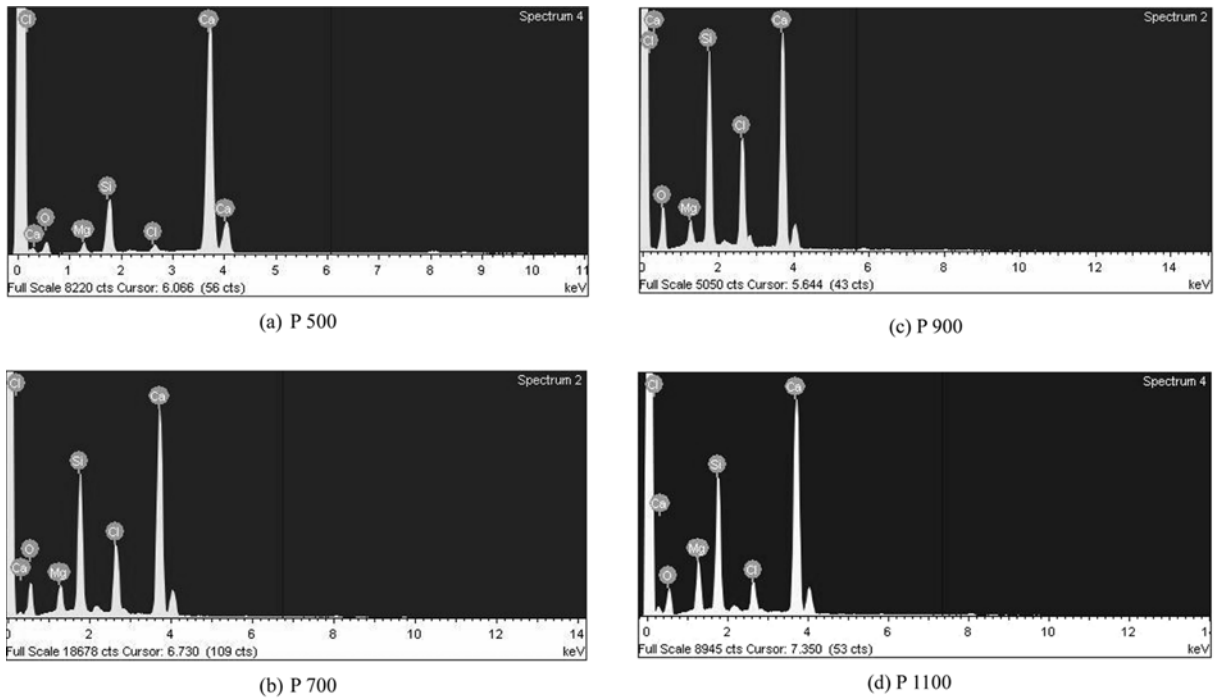 Spectrum 4
Cl
Ca
Si
O
Ca
Mg
Cl
Ca
0 1 2 3 4 5 6 7 8 9 10 11
Full Scale 8220 cts Cursor: 6.066 (56 cts) keV
(a) P 500
Spectrum 2
Ca
Cl
Si
Ca
Cl
O
Mg
0 2 4 6 8 10 12 14
Full Scale 5050 cts Cursor: 5.644 (43 cts) keV
(c) P 900
Spectrum 2
Cl
Ca
Si
Cl
O
Ca
Mg
0 2 4 6 8 10 12 14
Full Scale 18678 cts Cursor: 6.730 (109 cts) keV
(b) P 700
Spectrum 4
Cl
Ca
Si
Ca
Mg
O
Cl
0 2 4 6 8 10 12 14
Full Scale 8945 cts Cursor: 7.350 (53 cts) keV
(d) P 1100